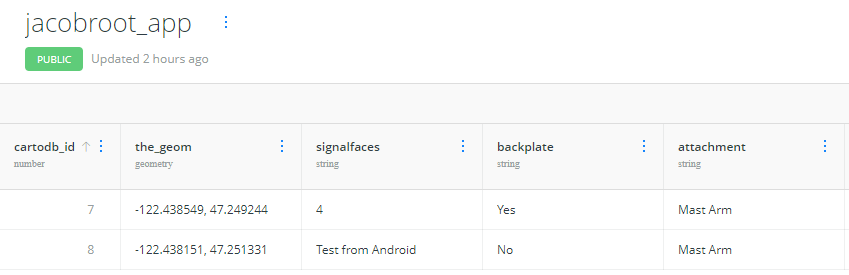 jacobroot_app
PUBLIC Updated 2 hours ago
cartodb_id the_geom signalfaces backplate attachment
number geometry string string string
7 -122.438549, 47.249244 4 Yes Mast Arm
8 -122.438151, 47.251331 Test from Android No Mast Arm